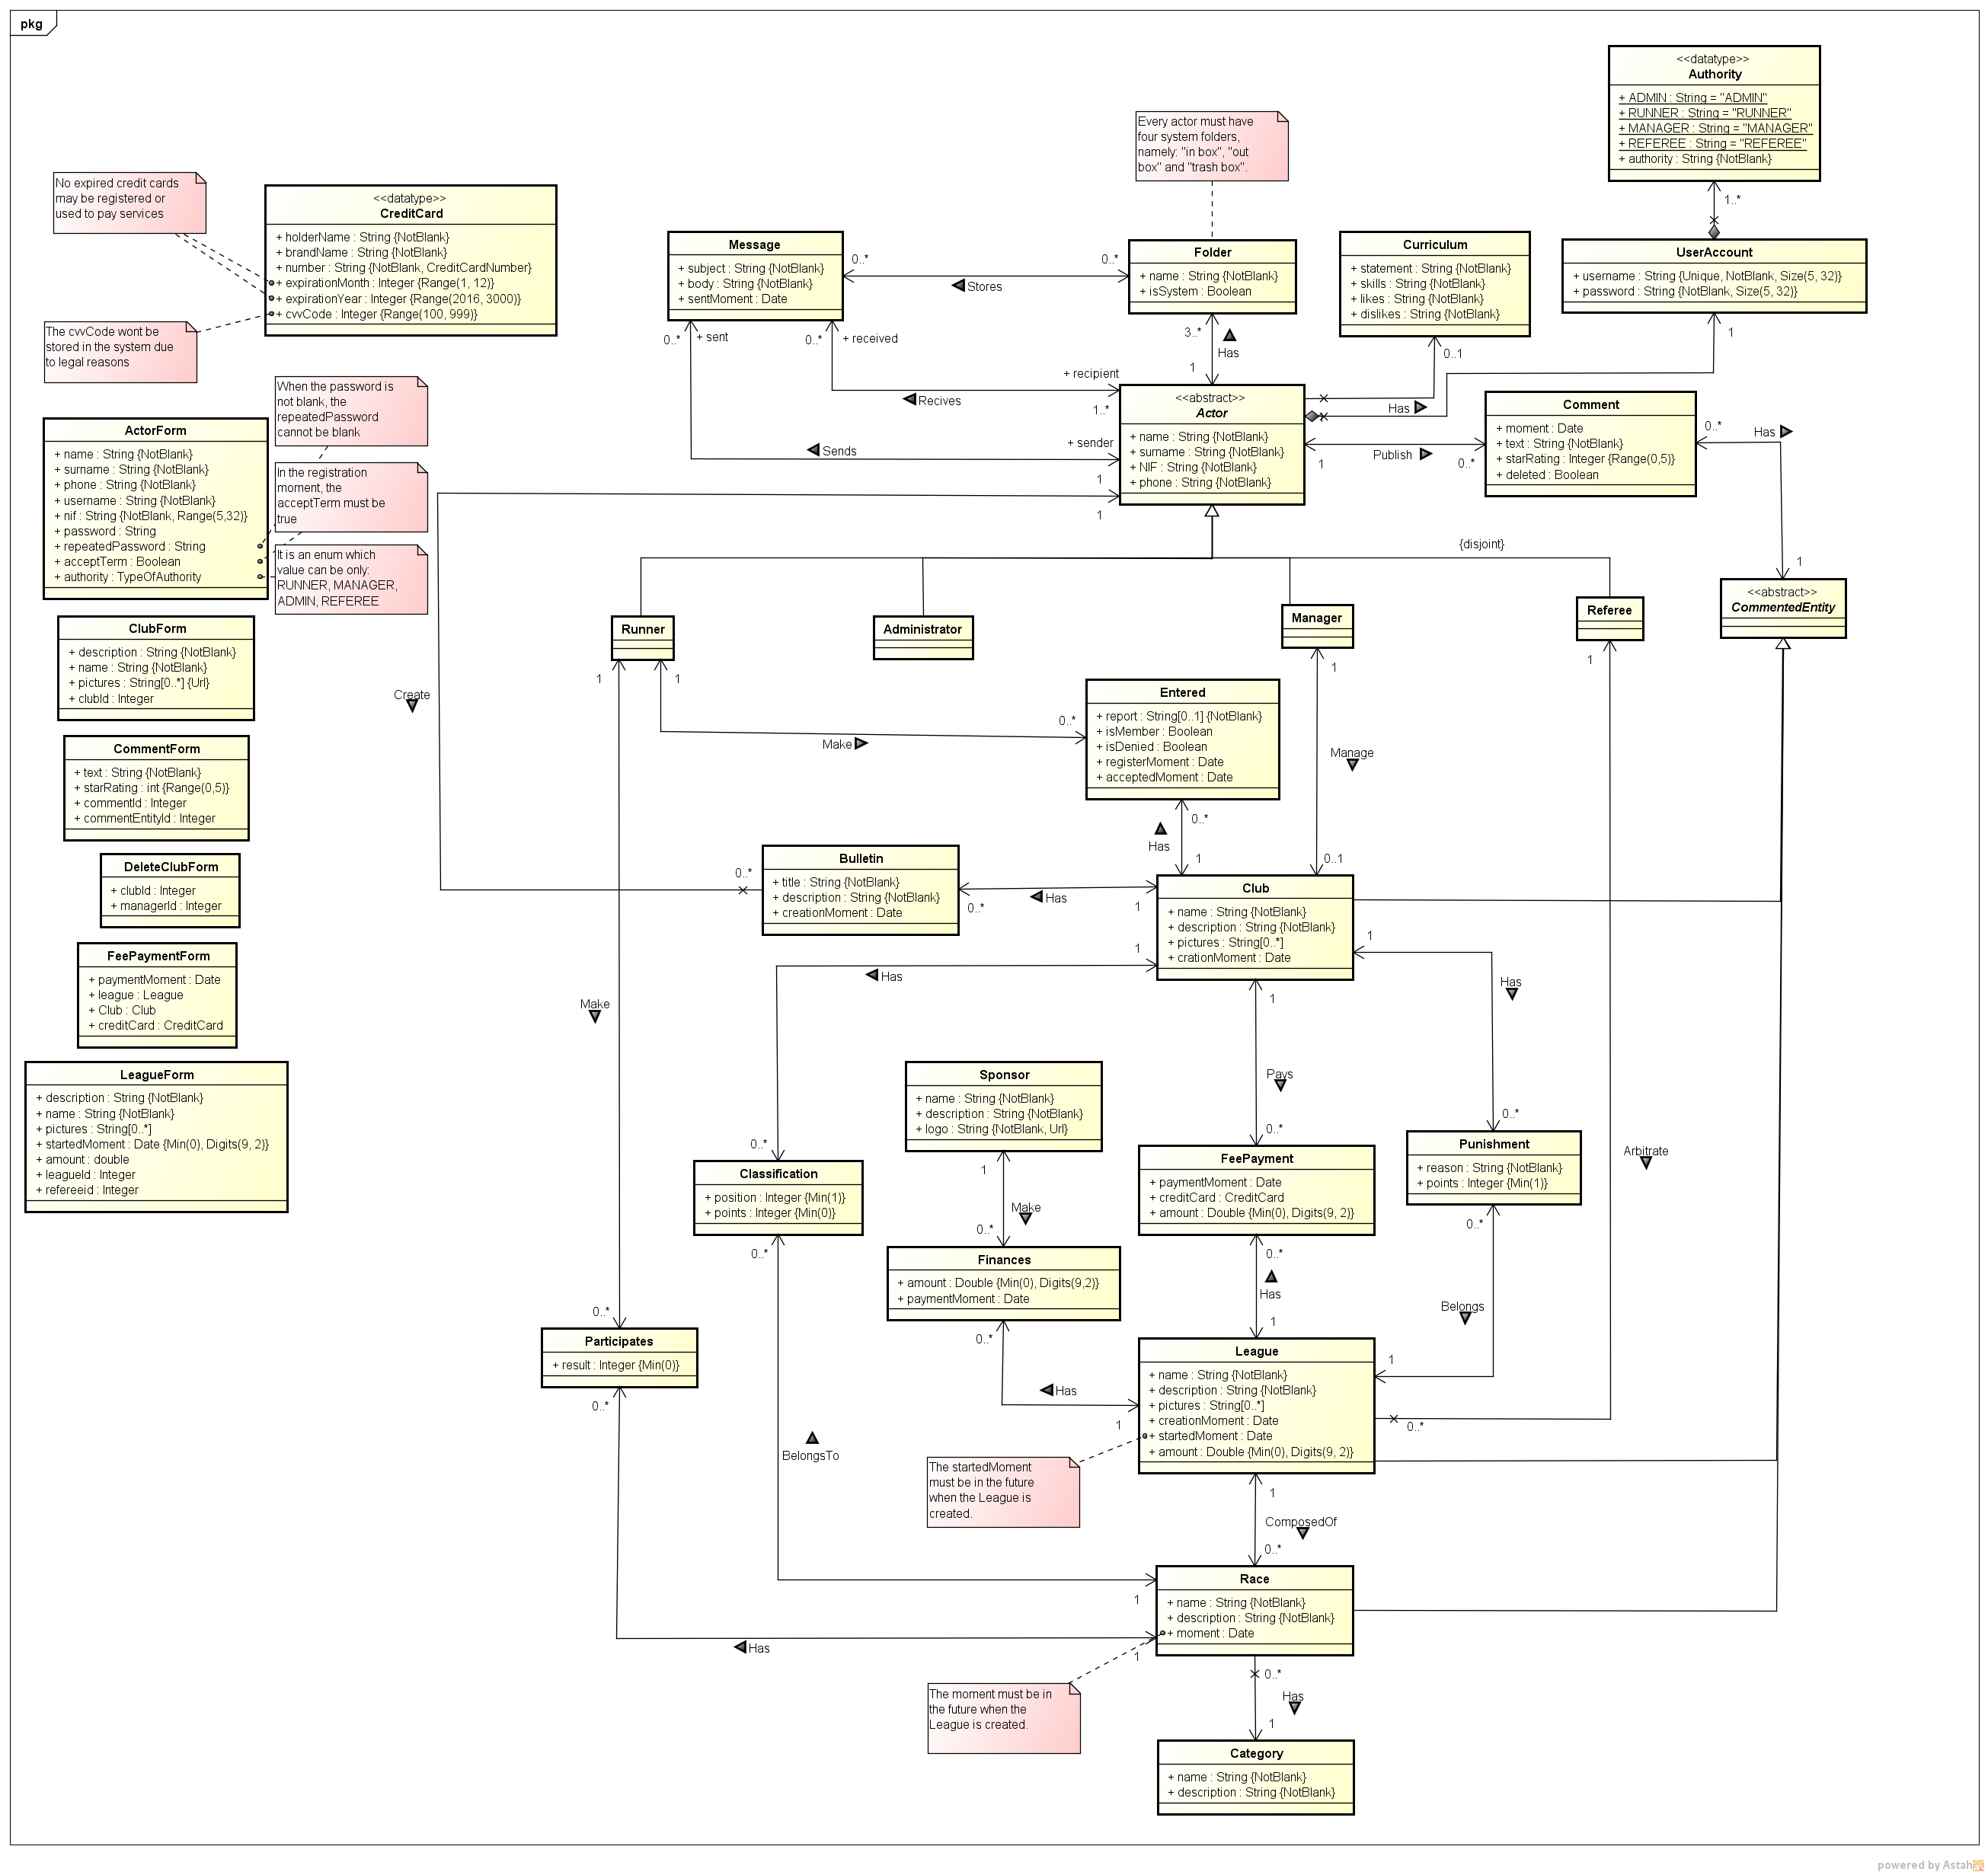 pkg
<<datatype>>
Authority
+ ADMIN : String = "ADMIN"
+ RUNNER : String = "RUNNER"
+ MANAGER : String = "MANAGER"
+ REFEREE : String = "REFEREE"
+ authority : String {NotBlank}
1..*
Every actor must have
four system folders,
namely: "in box", "out
box" and "trash box".
No expired credit cards
may be registered or
used to pay services
<<datatype>>
CreditCard
+ holderName : String {NotBlank}
+ brandName : String {NotBlank}
+ number : String {NotBlank, CreditCardNumber}
+ expirationMonth : Integer {Range(1, 12)}
+ expirationYear : Integer {Range(2016, 3000)}
+ cvvCode : Integer {Range(100, 999)}
The cvvCode wont be
stored in the system due
to legal reasons
Message
+ subject : String {NotBlank}
+ body : String {NotBlank}
+ sentMoment : Date
0..*
0..*
Stores
Folder
+ name : String {NotBlank}
+ isSystem : Boolean
Curriculum
+ statement : String {NotBlank}
+ skills : String {NotBlank}
+ likes : String {NotBlank}
+ dislikes : String {NotBlank}
UserAccount
+ username : String {Unique, NotBlank, Size(5, 32)}
+ password : String {NotBlank, Size(5, 32)}
0..*
+ sent
0..*
+ received
3..*
Has
1
0..1
1
+ recipient
1..*
Recives
+ sender
1
Sends
1
<<abstract>>
Actor
+ name : String {NotBlank}
+ surname : String {NotBlank}
+ NIF : String {NotBlank}
+ phone : String {NotBlank}
Has
1
Publish
0..*
Comment
+ moment : Date
+ text : String {NotBlank}
+ starRating : Integer {Range(0,5)}
+ deleted : Boolean
0..*
Has
1
<<abstract>>
CommentedEntity
When the password is
not blank, the
repeatedPassword
cannot be blank
In the registration
moment, the
acceptTerm must be
true
It is an enum which
value can be only:
RUNNER, MANAGER,
ADMIN, REFEREE
ActorForm
+ name : String {NotBlank}
+ surname : String {NotBlank}
+ phone : String {NotBlank}
+ username : String {NotBlank}
+ nif : String {NotBlank, Range(5,32)}
+ password : String
+ repeatedPassword : String
+ acceptTerm : Boolean
+ authority : TypeOfAuthority
{disjoint}
Runner
Administrator
Manager
Referee
1
1
1
1
ClubForm
+ description : String {NotBlank}
+ name : String {NotBlank}
+ pictures : String[0..*] {Url}
+ clubId : Integer
Create
Make
0..*
Entered
+ report : String[0..1] {NotBlank}
+ isMember : Boolean
+ isDenied : Boolean
+ registerMoment : Date
+ acceptedMoment : Date
Manage
0..*
Has
1
0..1
CommentForm
+ text : String {NotBlank}
+ starRating : int {Range(0,5)}
+ commentId : Integer
+ commentEntityId : Integer
DeleteClubForm
+ clubId : Integer
+ managerId : Integer
0..*
Bulletin
+ title : String {NotBlank}
+ description : String {NotBlank}
+ creationMoment : Date
0..*
Has
1
Club
+ name : String {NotBlank}
+ description : String {NotBlank}
+ pictures : String[0..*]
+ crationMoment : Date
1
Has
1
1
Has
FeePaymentForm
+ paymentMoment : Date
+ league : League
+ Club : Club
+ creditCard : CreditCard
Make
LeagueForm
+ description : String {NotBlank}
+ name : String {NotBlank}
+ pictures : String[0..*]
+ startedMoment : Date {Min(0), Digits(9, 2)}
+ amount : double
+ leagueId : Integer
+ refereeid : Integer
Sponsor
+ name : String {NotBlank}
+ description : String {NotBlank}
+ logo : String {NotBlank, Url}
Pays
0..*
0..*
0..*
Classification
+ position : Integer {Min(1)}
+ points : Integer {Min(0)}
0..*
1
Make
0..*
FeePayment
+ paymentMoment : Date
+ creditCard : CreditCard
+ amount : Double {Min(0), Digits(9, 2)}
Punishment
+ reason : String {NotBlank}
+ points : Integer {Min(1)}
Arbitrate
0..*
Finances
+ amount : Double {Min(0), Digits(9,2)}
+ paymentMoment : Date
0..*
0..*
Has
1
Belongs
0..*
Participates
+ result : Integer {Min(0)}
0..*
Has
1
League
+ name : String {NotBlank}
+ description : String {NotBlank}
+ pictures : String[0..*]
+ creationMoment : Date
+ startedMoment : Date
+ amount : Double {Min(0), Digits(9, 2)}
1
0..*
BelongsTo
The startedMoment
must be in the future
when the League is
created.
1
ComposedOf
0..*
1
Race
+ name : String {NotBlank}
+ description : String {NotBlank}
+ moment : Date
Has
1
The moment must be in
the future when the
League is created.
0..*
Has
1
Category
+ name : String {NotBlank}
+ description : String {NotBlank}
powered by Astah